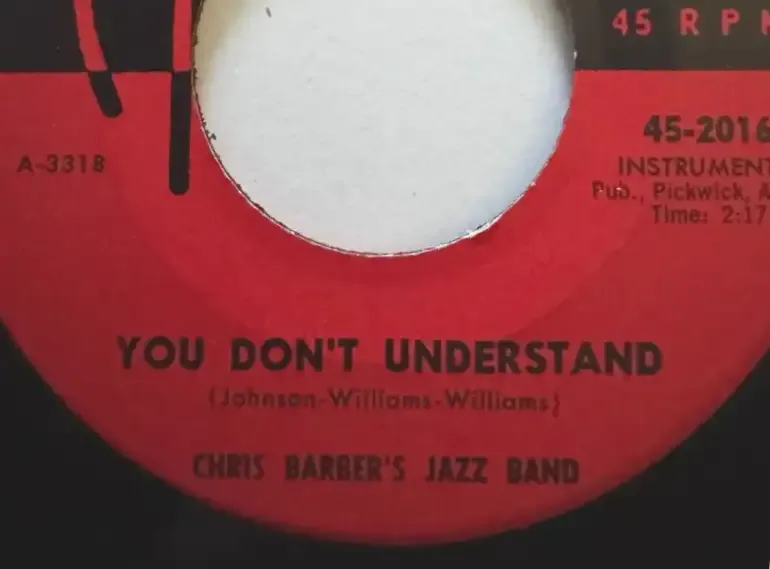 45 RPM
45-2016
A-3318
INSTRUMENT
Pub., Pickwick, A
Time: 2:17
YOU DON'T UNDERSTAND
(Johnson-Williams-Williams)
CHRIS BARBER'S JAZZ BAND